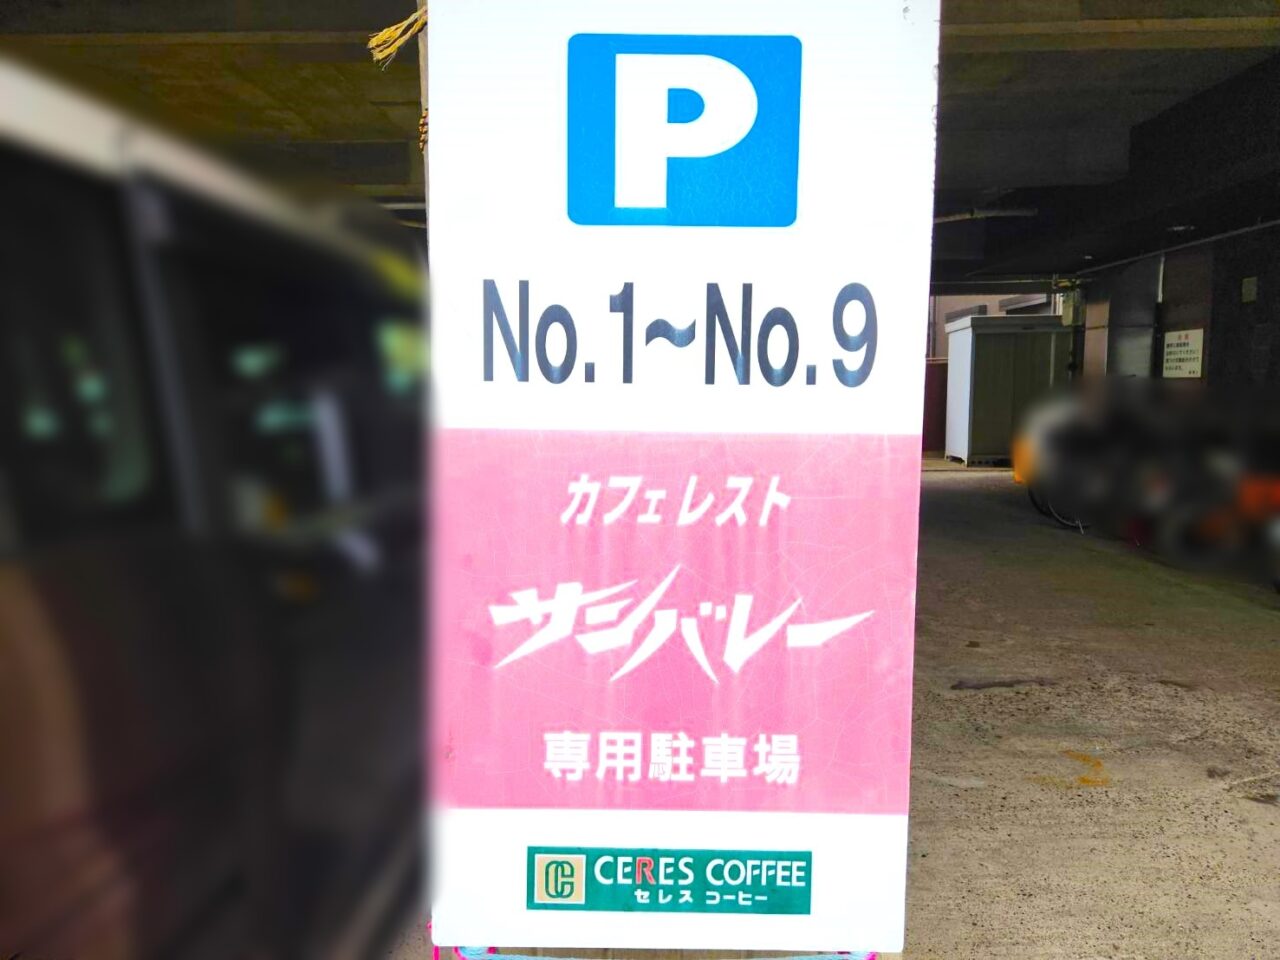 P
No.1~No.9
カフェレスト
サンバレー
専用駐車場
CERES COFFEE
セレス コーヒー